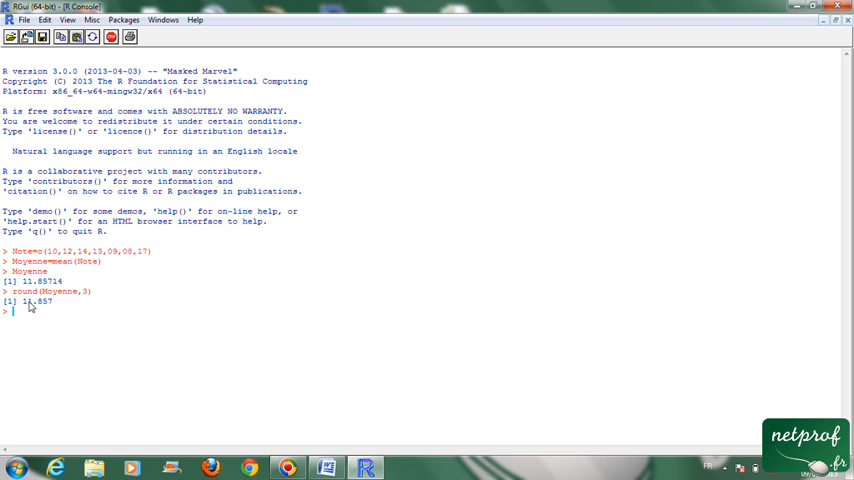 RGui (64-bit) - [R Console]
File Edit View Misc Packages Windows Help
R version 3.0.0 (2013-04-03) -- "Masked Marvel"
Copyright (C) 2013 The R Foundation for Statistical Computing
Platform: x86_64-w64-mingw32/x64 (64-bit)
R is free software and comes with ABSOLUTELY NO WARRANTY.
You are welcome to redistribute it under certain conditions.
Type 'license()' or 'licence()' for distribution details.
Natural language support but running in an English locale
R is a collaborative project with many contributors.
Type 'contributors()' for more information and
'citation()' on how to cite R or R packages in publications.
Type 'demo()' for some demos, 'help()' for on-line help, or
'help.start()' for an HTML browser interface to help.
Type 'q()' to quit R.
> Note=c(10,12,14,13,09,08,17)
> Moyenne=mean(Note)
> Moyenne
[1] 11.85714
> round(Moyenne,3)
[1] 11.857
>
netprof
.fr
FR